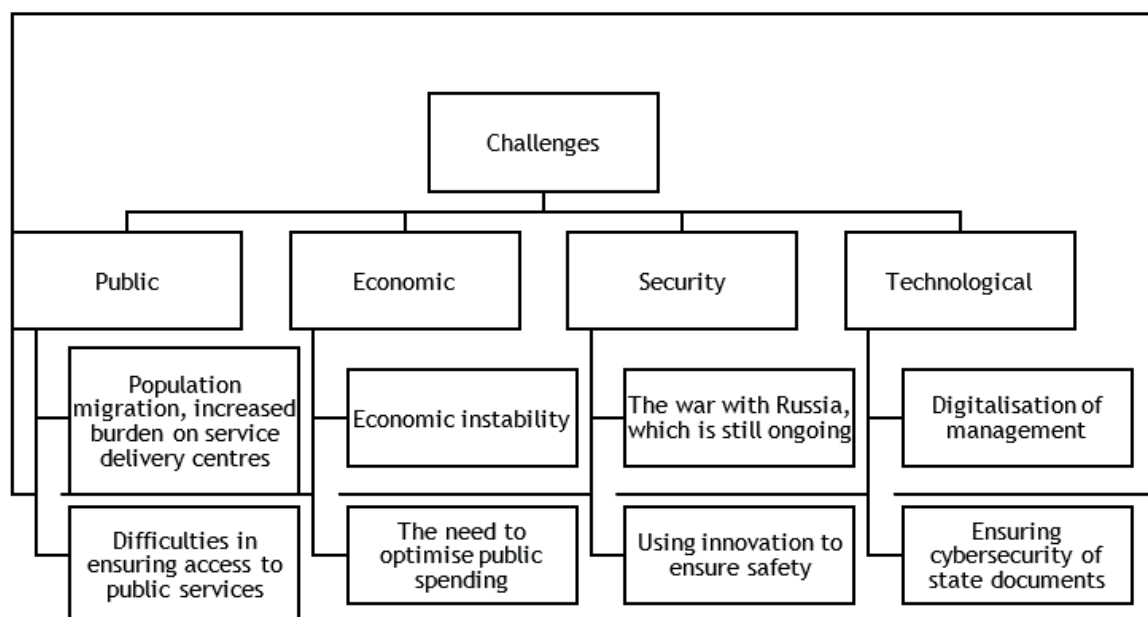 Challenges
Public
Economic
Security
Technological
Population
migration, increased
burden on service
delivery centres
Economic instability
The war with Russia,
which is still ongoing
Digitalisation of
management
Difficulties in
ensuring access to
public services
The need to
optimise public
spending
Using innovation to
ensure safety
Ensuring
cybersecurity of
state documents